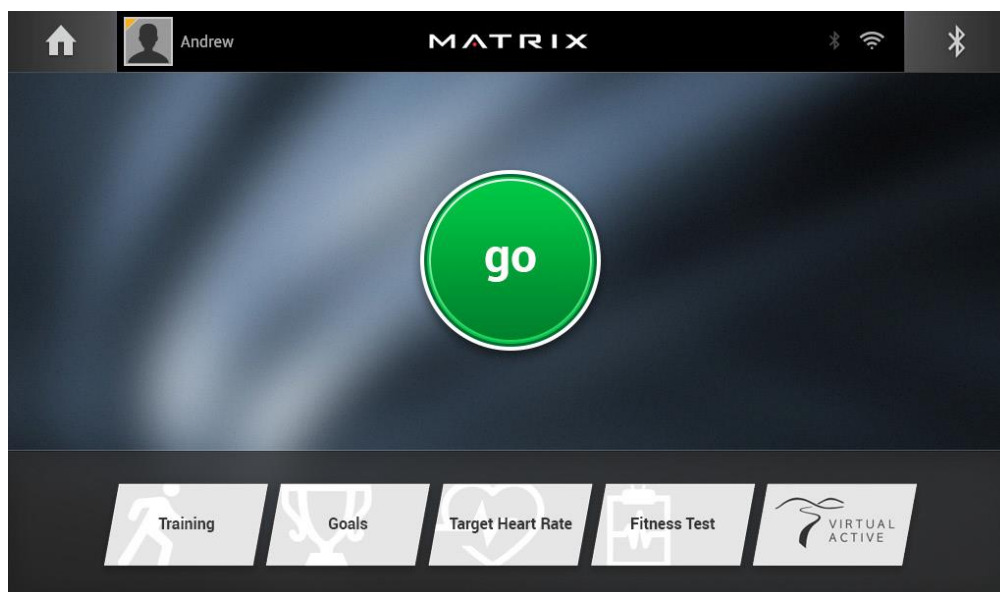 Andrew
MATRIX
go
Training
Goals
Target Heart Rate
Fitness Test
VIRTUAL
ACTIVE